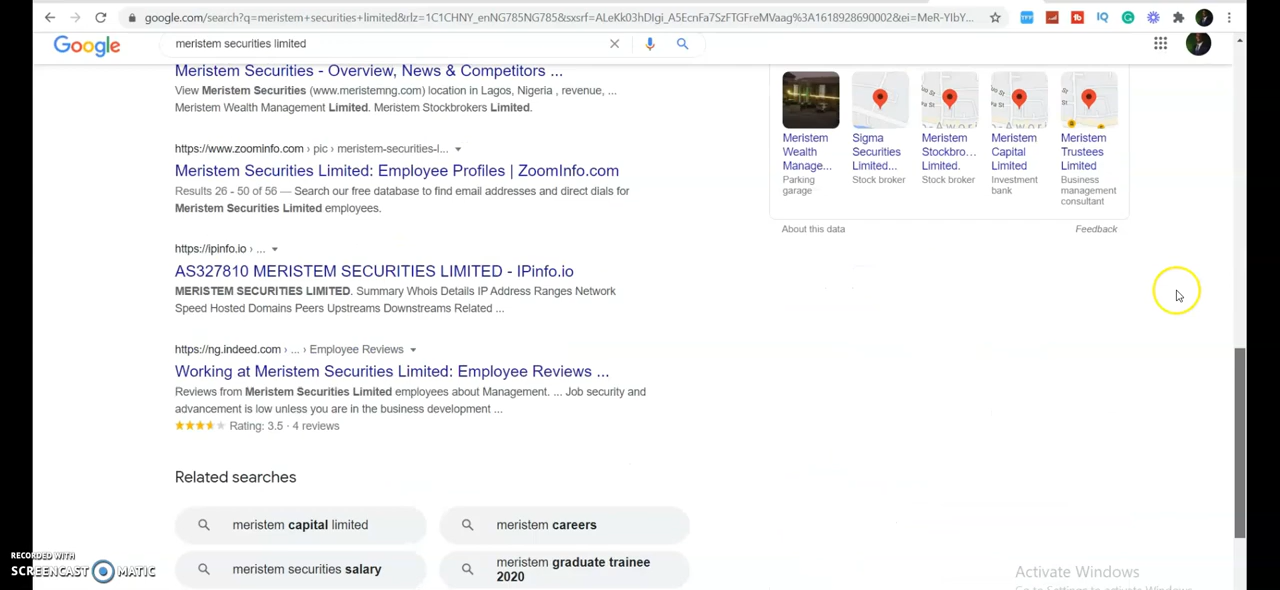 google.com/search?q=meristem+securities+limited&rlz=1C1CHNY_enNG785NG785&sxsrf=ALeKk03hDIgi_A5EcnFa7SzFTGFreMVaag%3A1618928690002&ei=MeR-YIbY...
Google
meristem securities limited
Meristem Securities - Overview, News & Competitors ...
View Meristem Securities (www.meristemng.com) location in Lagos, Nigeria , revenue, ...
Meristem Wealth Management Limited. Meristem Stockbrokers Limited.
https://www.zoominfo.com › pic › meristem-securities-l...
Meristem Securities Limited: Employee Profiles | ZoomInfo.com
Results 26 - 50 of 56 — Search our free database to find email addresses and direct dials for
Meristem Securities Limited employees.
https://ipinfo.io › ...
AS327810 MERISTEM SECURITIES LIMITED - IPinfo.io
MERISTEM SECURITIES LIMITED. Summary Whois Details IP Address Ranges Network
Speed Hosted Domains Peers Upstreams Downstreams Related ...
https://ng.indeed.com › ... › Employee Reviews
Working at Meristem Securities Limited: Employee Reviews ...
Reviews from Meristem Securities Limited employees about Management. ... Job security and
advancement is low unless you are in the business development ...
Rating: 3.5 · 4 reviews
Related searches
meristem capital limited
meristem careers
meristem securities salary
meristem graduate trainee
2020
Meristem
Wealth
Manage...
Parking
garage
Sigma
Securities
Limited...
Stock broker
Meristem
Stockbro...
Limited.
Stock broker
Meristem
Capital
Limited
Investment
bank
Meristem
Trustees
Limited
Business
management
consultant
About this data
Feedback
RECORDED WITH
SCREENCAST MATIC
Activate Windows